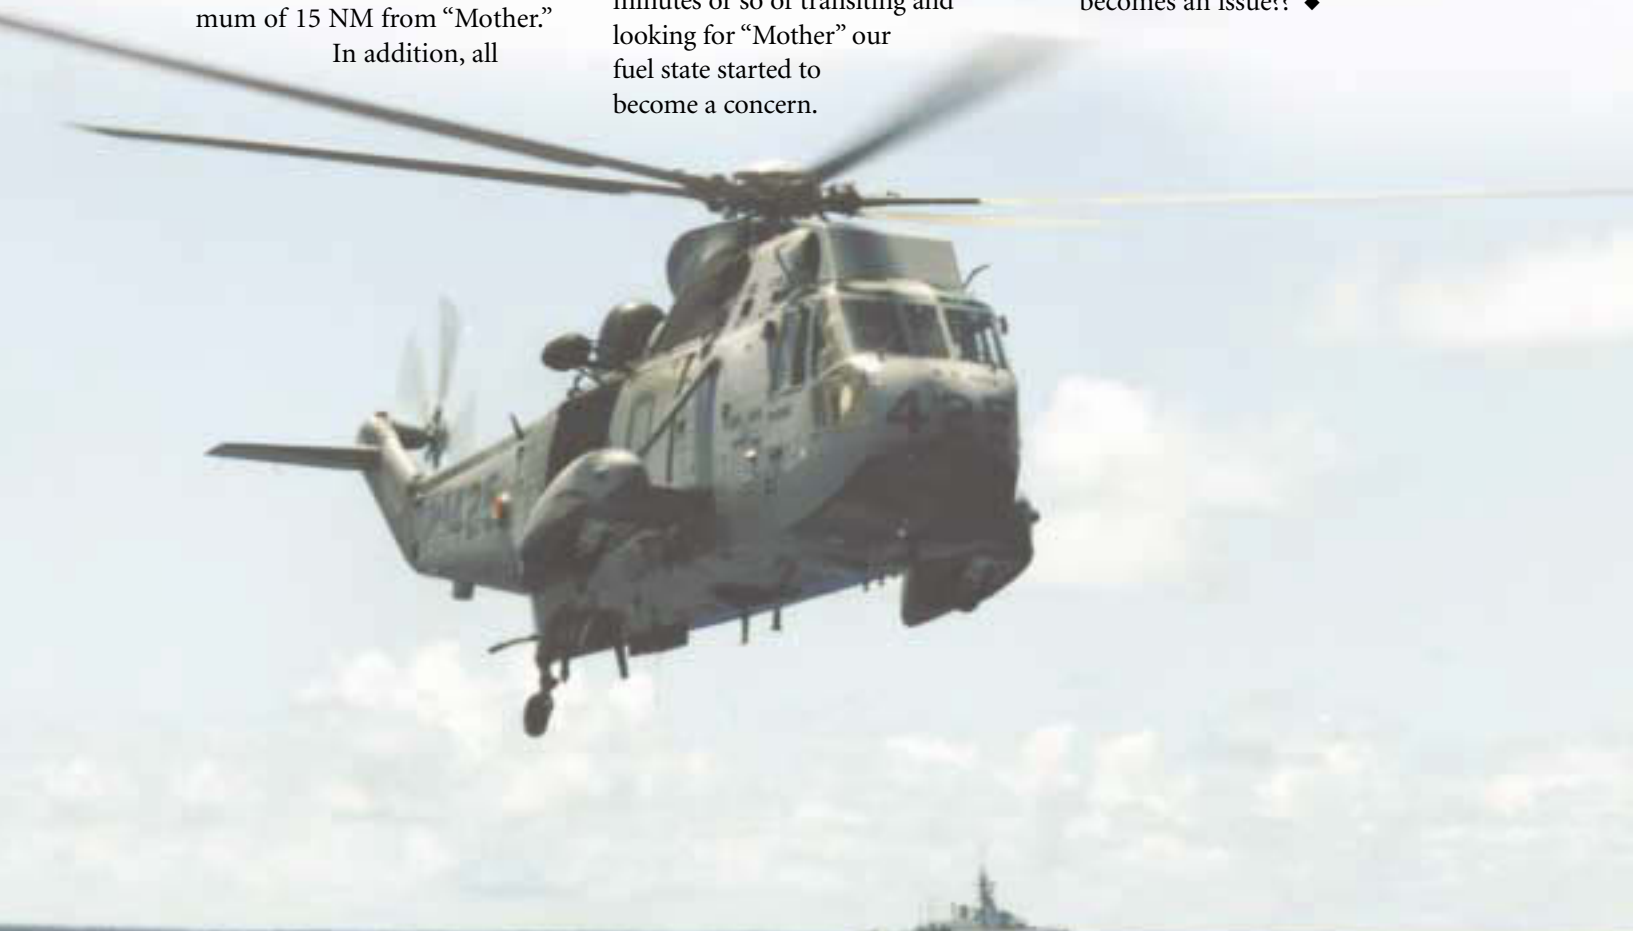 mum of 15 NM from “Mother.”
In addition, all
minutes or so of transiting and
looking for “Mother” our
fuel state started to
become a concern.
becomes an issue!? ◆